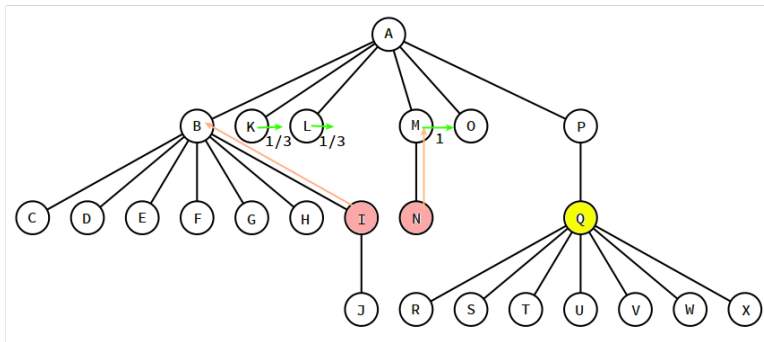 A
B K L M O P
1/3 1/3 1
C D E F G H I N Q
J R S T U V W X